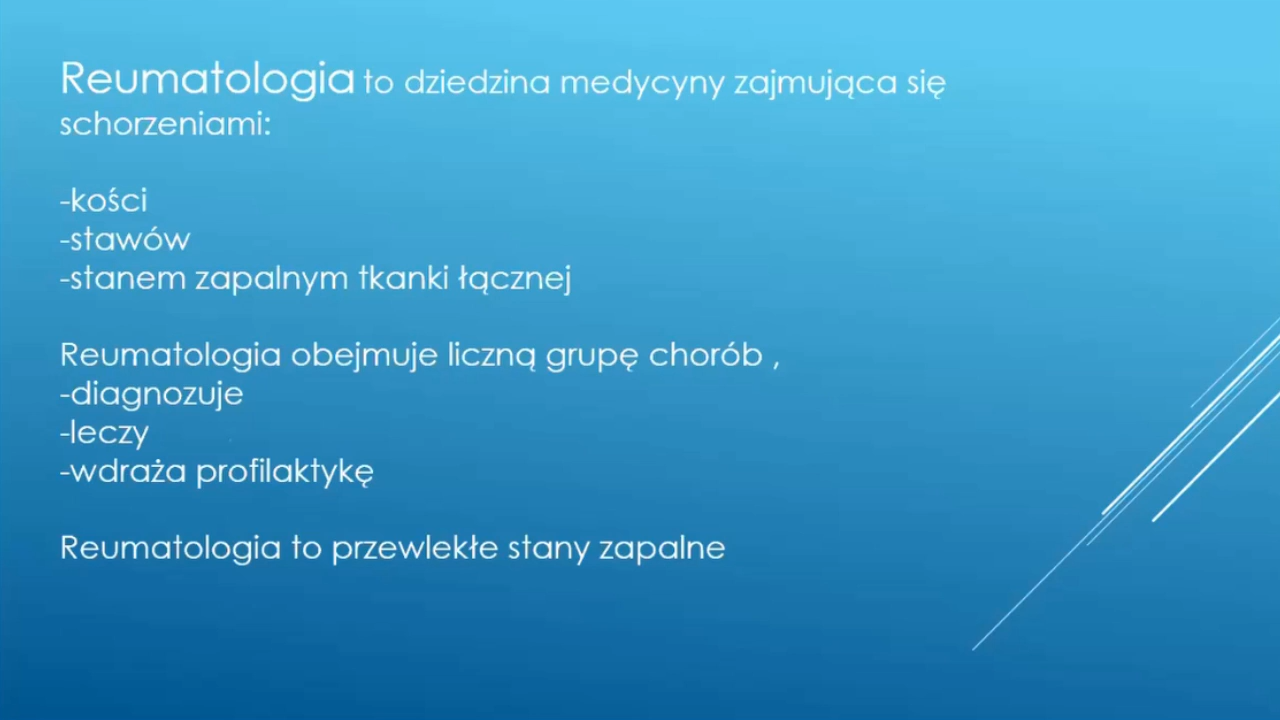 Reumatologia to dziedzina medycyny zajmująca się
schorzeniami:
-kości
-stawów
-stanem zapalnym tkanki łącznej
Reumatologia obejmuje liczną grupę chorób ,
-diagnozuje
-leczy
-wdraża profilaktykę
Reumatologia to przewlekłe stany zapalne